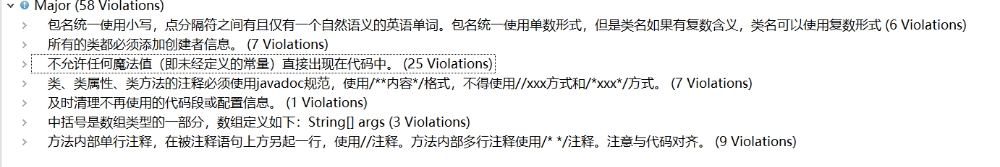 Major (58 Violations)
包名统一使用小写，点分隔符之间有且仅有一个自然语义的英语单词。包名统一使用单数形式，但是类名如果有复数含义，类名可以使用复数形式 (6 Violations)
所有的类都必须添加创建者信息。 (7 Violations)
不允许任何魔法值（即未经定义的常量）直接出现在代码中。 (25 Violations)
类、类属性、类方法的注释必须使用javadoc规范，使用/**内容*/格式，不得使用//xxx方式和/*xxx*/方式。 (7 Violations)
及时清理不再使用的代码段或配置信息。 (1 Violations)
中括号是数组类型的一部分，数组定义如下：String[] args (3 Violations)
方法内部单行注释，在被注释语句上方另起一行，使用//注释。方法内部多行注释使用/* */注释。注意与代码对齐。 (9 Violations)